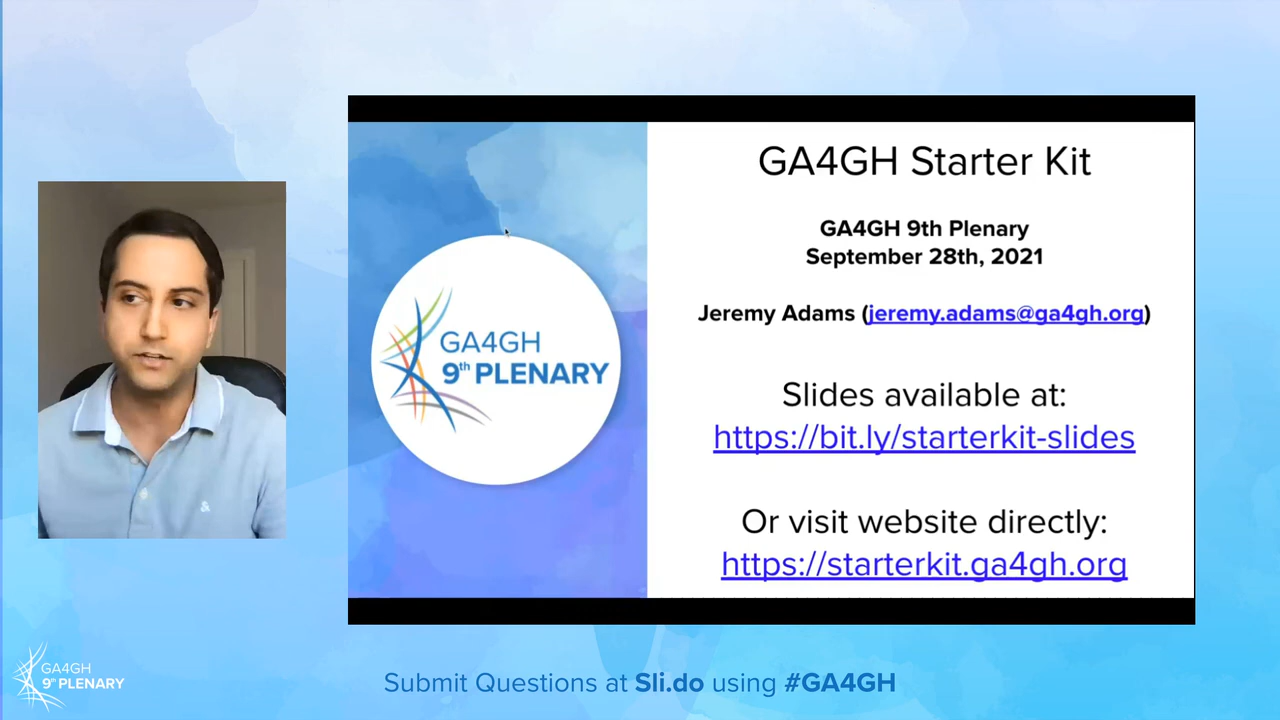 GA4GH Starter Kit
GA4GH 9th Plenary
September 28th, 2021
Jeremy Adams (jeremy.adams@ga4gh.org)
Slides available at:
https://bit.ly/starterkit-slides
Or visit website directly:
https://starterkit.ga4gh.org
GA4GH
9th PLENARY
GA4GH
9th PLENARY
Submit Questions at Sli.do using #GA4GH